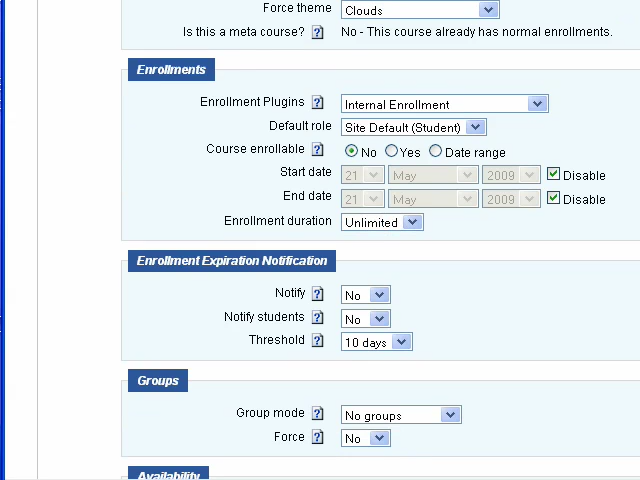 Force theme Clouds
Is this a meta course? ? No - This course already has normal enrollments.
Enrollments
Enrollment Plugins ? Internal Enrollment
Default role Site Default (Student)
Course enrollable ? No Yes Date range
Start date 21 May 2009 Disable
End date 21 May 2009 Disable
Enrollment duration Unlimited
Enrollment Expiration Notification
Notify ? No
Notify students ? No
Threshold ? 10 days
Groups
Group mode ? No groups
Force ? No
Availability